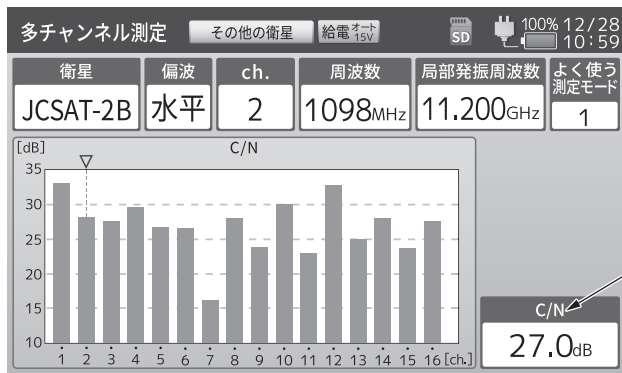 多チャンネル測定 その他の衛星 給電 オート 15V SD 100% 12/28 10:59
衛星 偏波 ch. 周波数 局部発振周波数 よく使う測定モード
JCSAT-2B 水平 2 1098MHz 11.200GHz 1
[dB] C/N
35
30
25
20
15
10
1 2 3 4 5 6 7 8 9 10 11 12 13 14 15 16 [ch.]
C/N
27.0dB